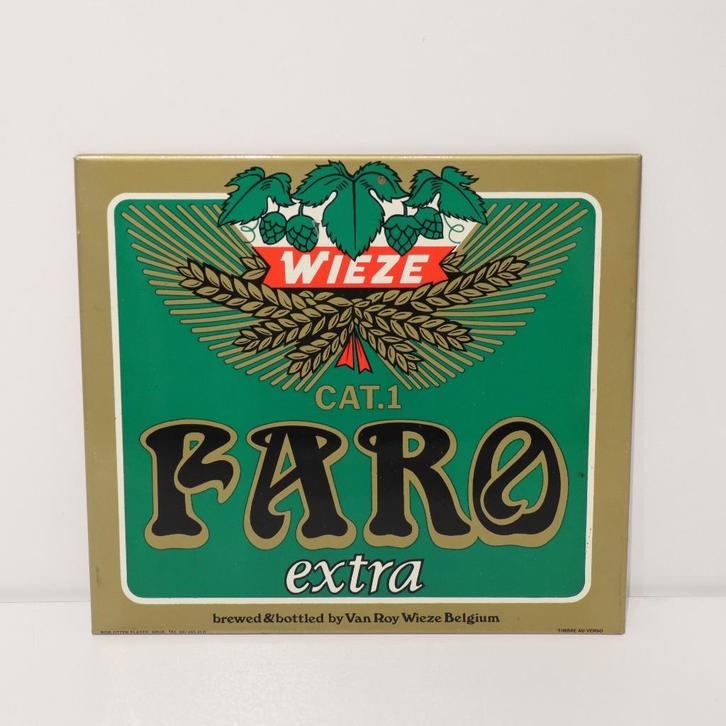 WIEZE
CAT.1
FARO
extra
brewed & bottled by Van Roy Wieze Belgium
TIMBRE AU VERSO